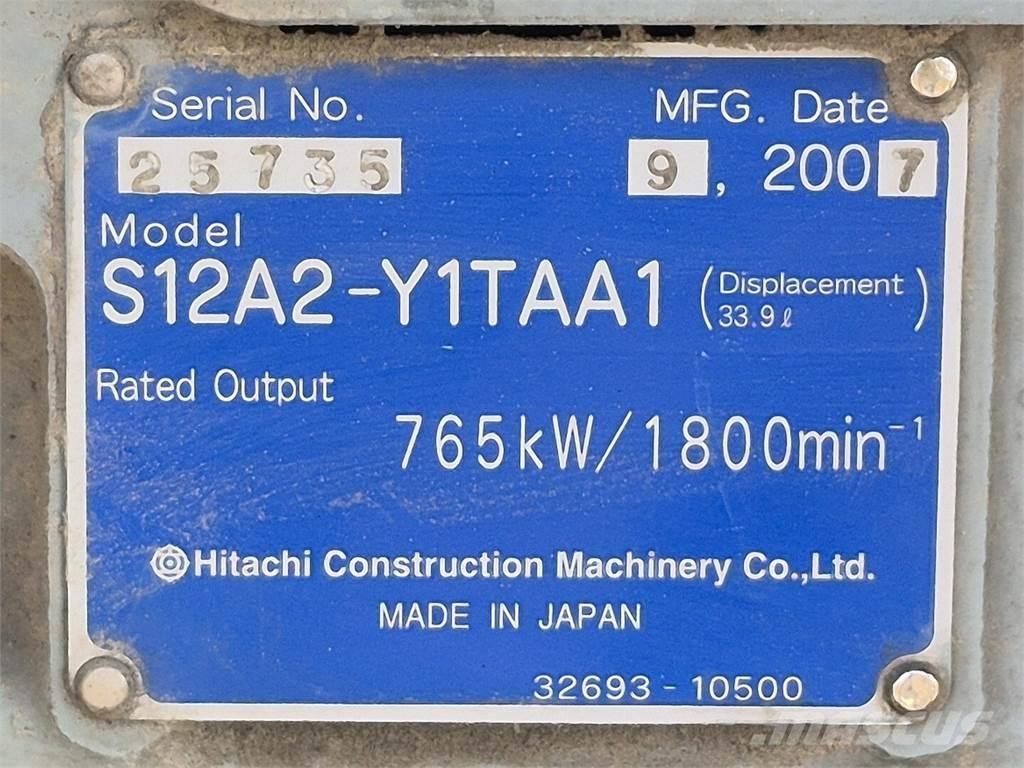 Serial No. MFG. Date
25735 9, 2007
Model
S12A2-Y1TAA1 (Displacement 33.9ℓ)
Rated Output
765kW/1800min⁻¹
Hitachi Construction Machinery Co.,Ltd.
MADE IN JAPAN
32693-10500
MASCUS